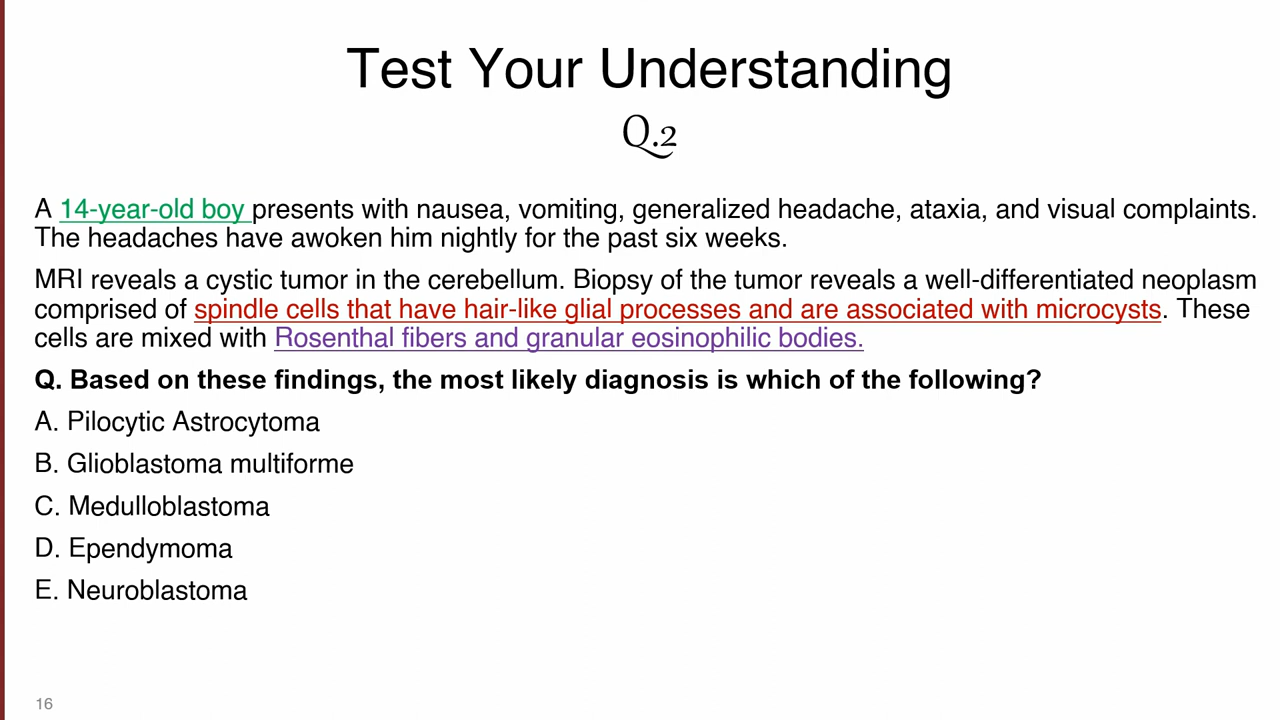 Test Your Understanding
Q.2
A 14-year-old boy presents with nausea, vomiting, generalized headache, ataxia, and visual complaints.
The headaches have awoken him nightly for the past six weeks.
MRI reveals a cystic tumor in the cerebellum. Biopsy of the tumor reveals a well-differentiated neoplasm
comprised of spindle cells that have hair-like glial processes and are associated with microcysts. These
cells are mixed with Rosenthal fibers and granular eosinophilic bodies.
Q. Based on these findings, the most likely diagnosis is which of the following?
A. Pilocytic Astrocytoma
B. Glioblastoma multiforme
C. Medulloblastoma
D. Ependymoma
E. Neuroblastoma
16